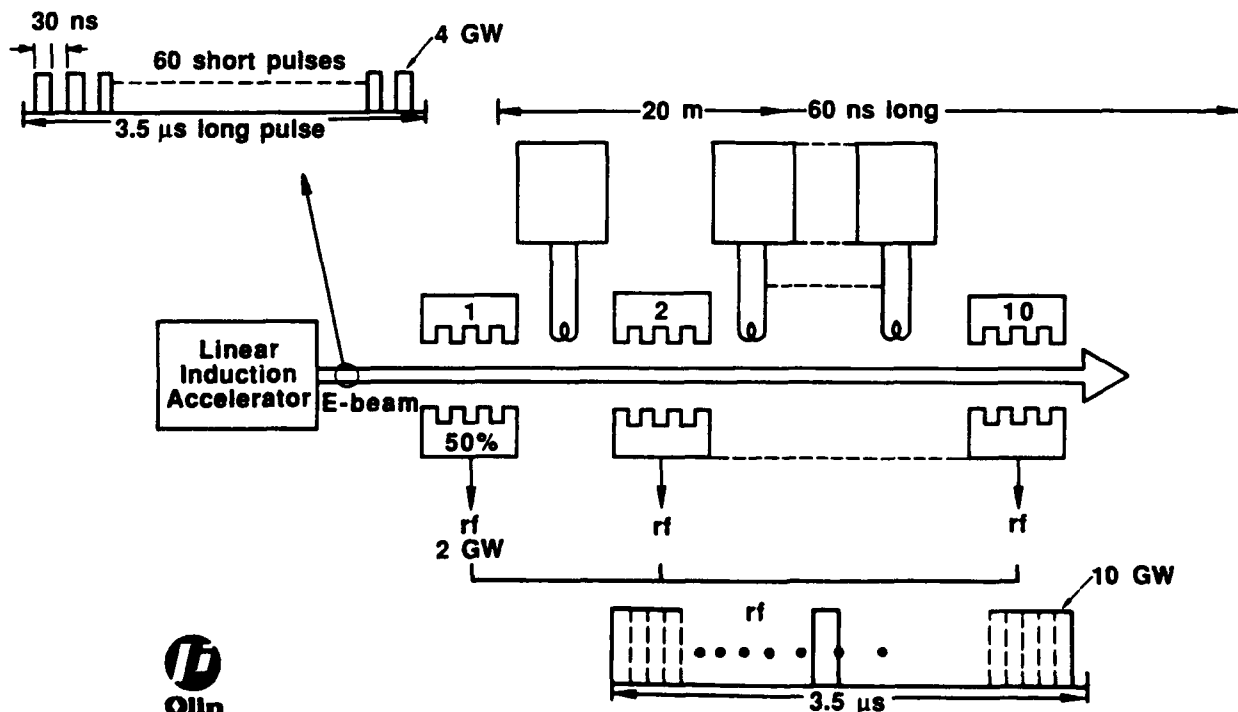 30 ns
60 short pulses
4 GW
3.5 μs long pulse
20 m
60 ns long
1
2
10
Linear
Induction
Accelerator
E-beam
50%
rf
2 GW
rf
rf
10 GW
rf
3.5 μs
Olin